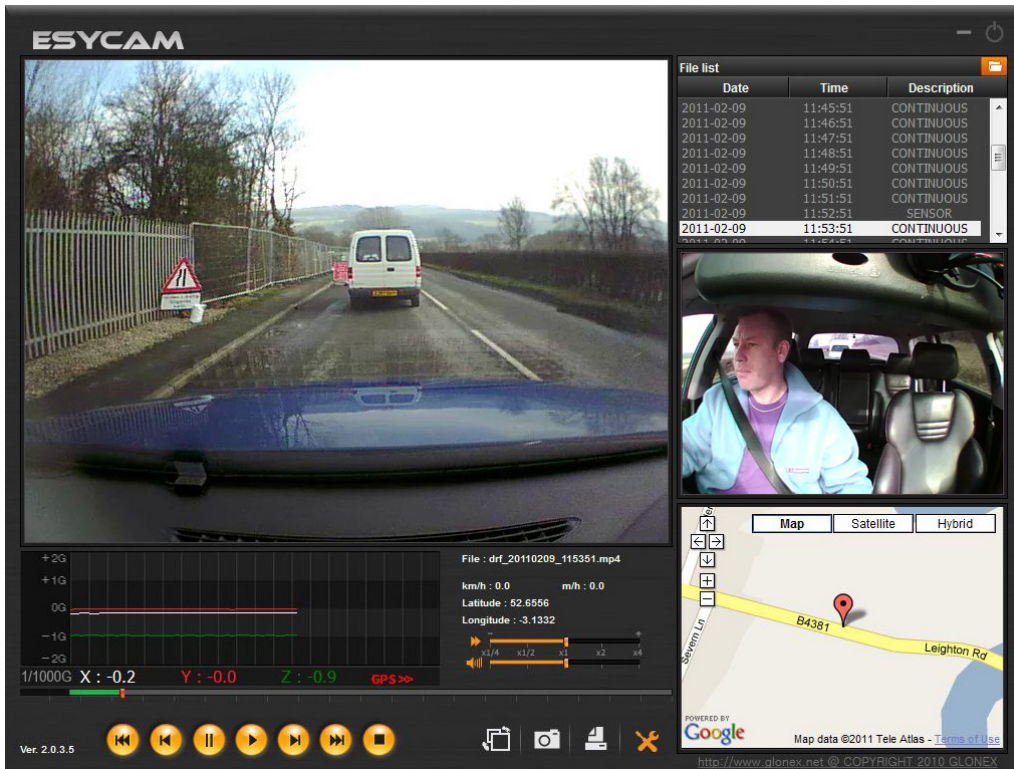 ESYCAM
File list
Date Time Description
2011-02-09 11:45:51 CONTINUOUS
2011-02-09 11:46:51 CONTINUOUS
2011-02-09 11:47:51 CONTINUOUS
2011-02-09 11:48:51 CONTINUOUS
2011-02-09 11:49:51 CONTINUOUS
2011-02-09 11:50:51 CONTINUOUS
2011-02-09 11:51:51 CONTINUOUS
2011-02-09 11:52:51 SENSOR
2011-02-09 11:53:51 CONTINUOUS
2011-02-09 11:54:51 CONTINUOUS
+2G
+1G
0G
-1G
-2G
1/1000G X : -0.2 Y : -0.0 Z : -0.9 GPS>>
File : drf_20110209_115351.mp4
km/h : 0.0 m/h : 0.0
Latitude : 52.6556
Longitude : -3.1332
- +
x1/4 x1/2 x1 x2 x4
Map Satellite Hybrid
B4381
Severn Ln
Leighton Rd
POWERED BY
Google
Map data ©2011 Tele Atlas - Terms of Use
Ver. 2.0.3.5
http://www.glonex.net @ COPYRIGHT 2010 GLONEX